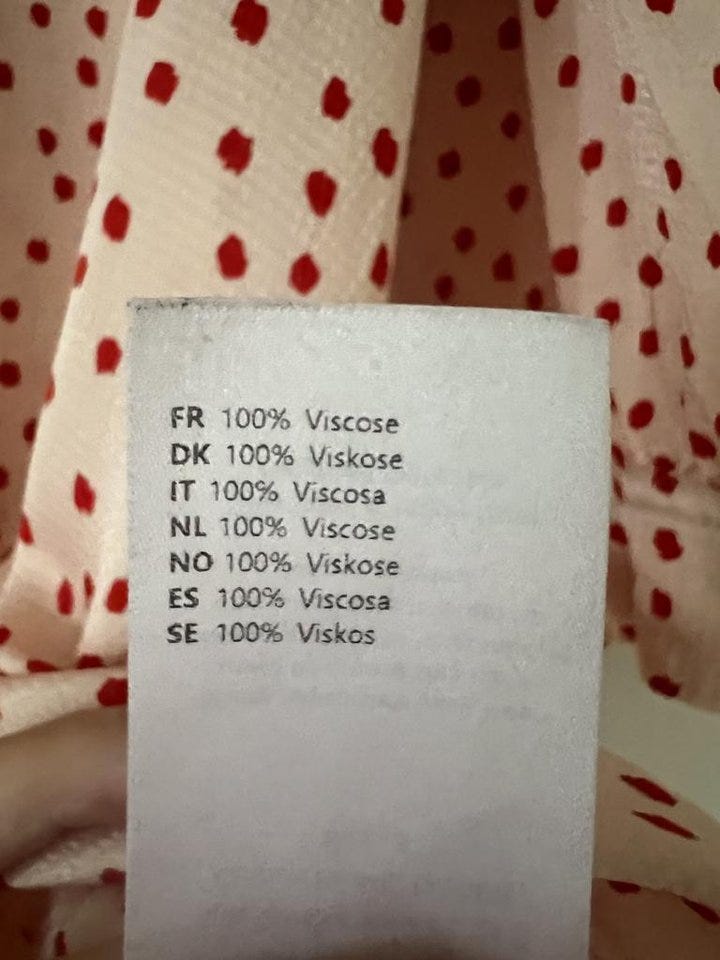 FR 100% Viscose
DK 100% Viskose
IT 100% Viscosa
NL 100% Viscose
NO 100% Viskose
ES 100% Viscosa
SE 100% Viskos